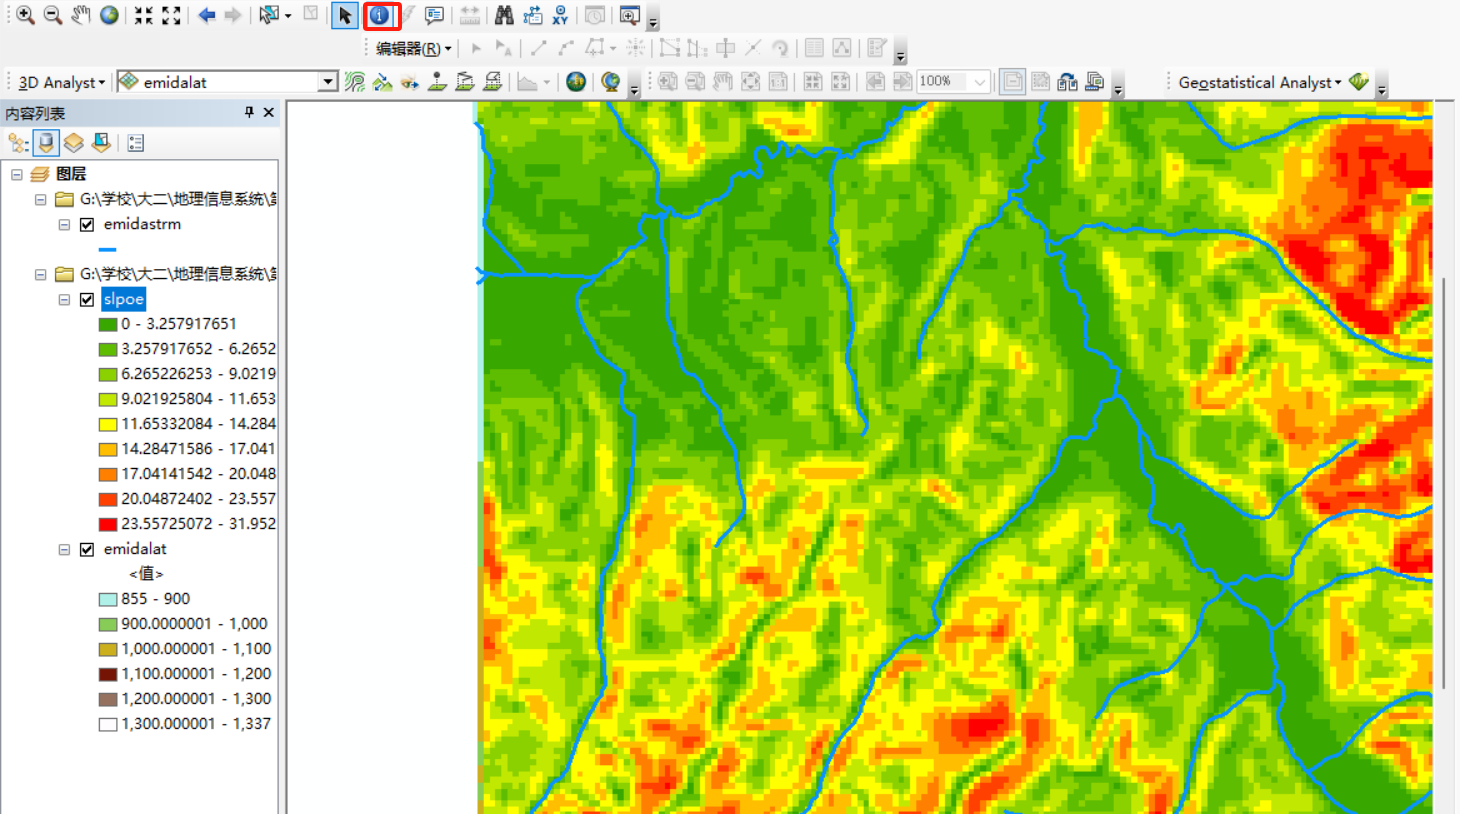 XY
编辑器(R)
3D Analyst
emidalat
100%
Geostatistical Analyst
内容列表
图层
G:\学校\大二\地理信息系统\第
emidastrm
G:\学校\大二\地理信息系统\第
slpoe
0 - 3.257917651
3.257917652 - 6.2652
6.265226253 - 9.0219
9.021925804 - 11.653
11.65332084 - 14.284
14.28471586 - 17.041
17.04141542 - 20.048
20.04872402 - 23.557
23.55725072 - 31.952
emidalat
<值>
855 - 900
900.0000001 - 1,000
1,000.000001 - 1,100
1,100.000001 - 1,200
1,200.000001 - 1,300
1,300.000001 - 1,337